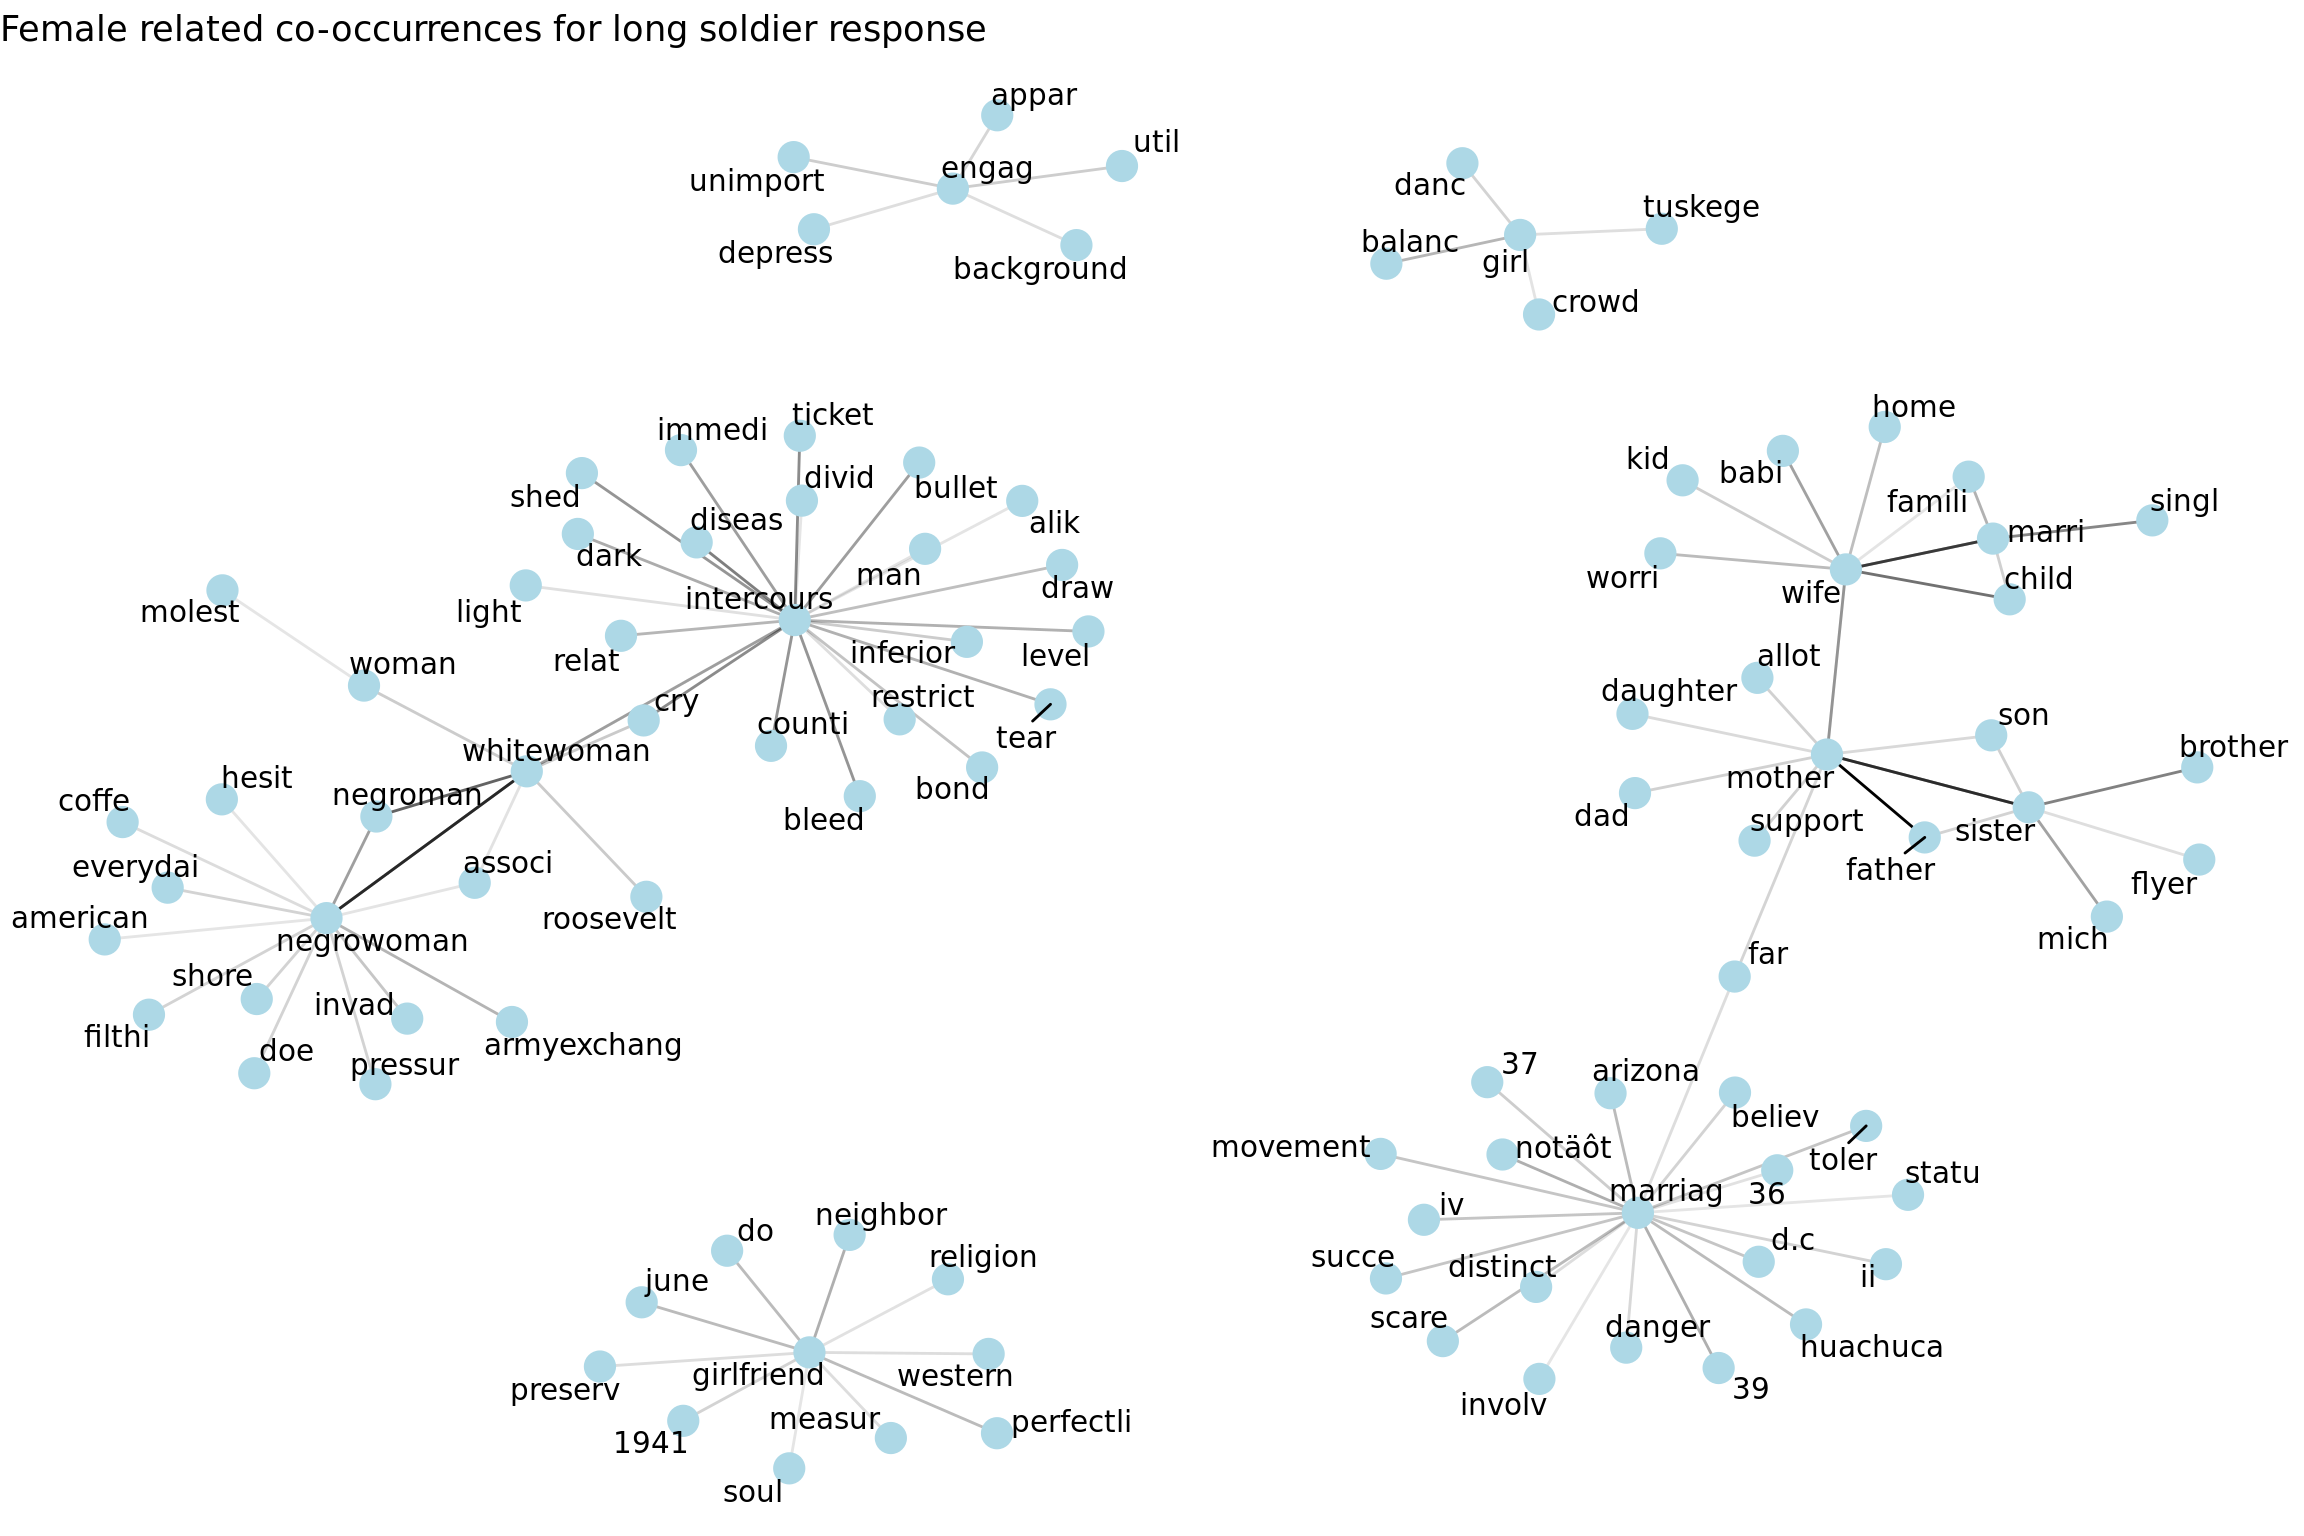 Female related co-occurrences for long soldier response
appar
util
unimport
engag
depress
background
danc
tuskege
balanc
girl
crowd
immedi
ticket
shed
divid
bullet
diseas
alik
dark
man
draw
light
intercours
molest
relat
inferior
level
woman
cry
restrict
counti
tear
whitewoman
bond
hesit
negroman
bleed
coffe
everydai
associ
american
roosevelt
negrowoman
shore
invad
filthi
armyexchang
doe
pressur
home
kid
babi
famili
singl
marri
worri
child
wife
allot
daughter
son
brother
mother
dad
support
sister
father
flyer
mich
far
37
arizona
believ
movement
notäôt
toler
statu
marriag
36
iv
d.c
succe
distinct
ii
scare
danger
huachuca
involv
39
do
neighbor
religion
june
preserv
girlfriend
western
measur
perfectli
1941
soul